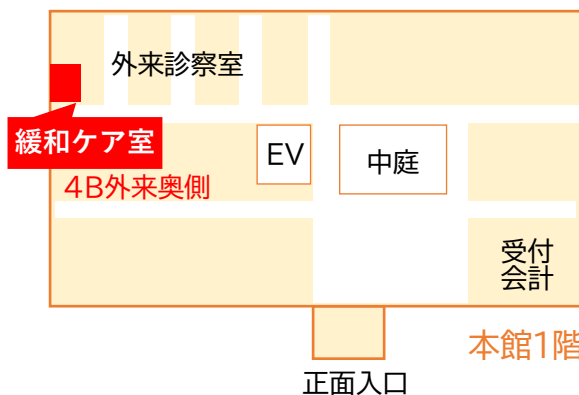 外来診察室
緩和ケア室
EV
中庭
4B外来奥側
受付
会計
本館1階
正面入口